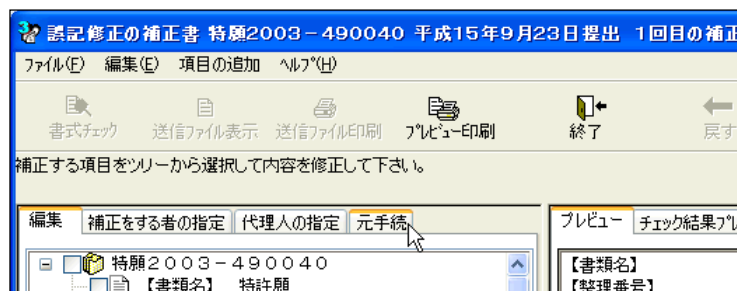 誤記修正の補正書 特願2003-490040 平成15年9月23日提出 1回目の補正
ﾌｧｲﾙ(F) 編集(E) 項目の追加 ﾍﾙﾌﾟ(H)
書式ﾁｪｯｸ 送信ﾌｧｲﾙ表示 送信ﾌｧｲﾙ印刷 ﾌﾟﾚﾋﾞｭｰ印刷 終了 戻す
補正する項目をツリーから選択して内容を修正して下さい。
編集 補正をする者の指定 代理人の指定 元手続 プレビュー チェック結果プレ
特願2003-490040 【書類名】
【書類名】 特許願 【整理番号】